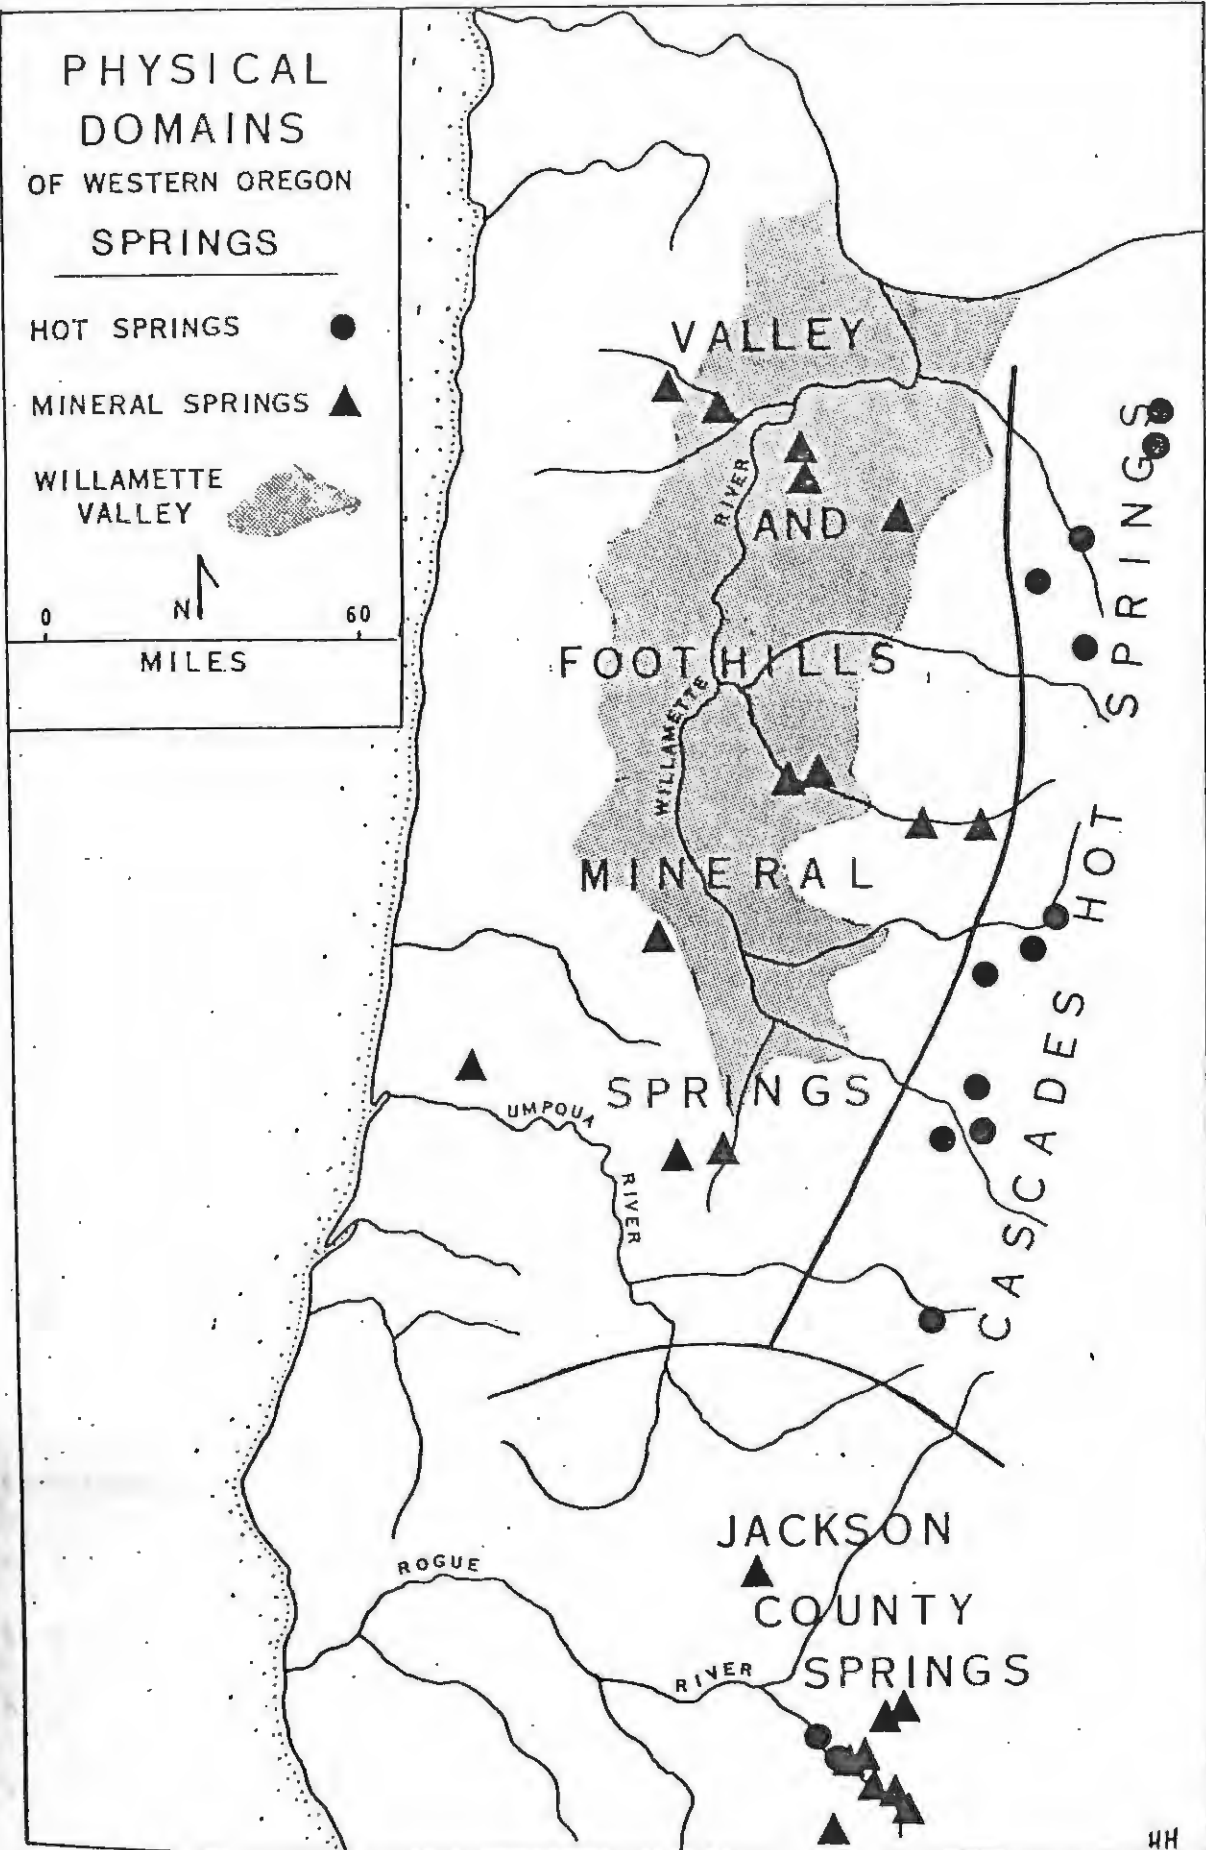 PHYSICAL
DOMAINS
OF WESTERN OREGON
SPRINGS
HOT SPRINGS
MINERAL SPRINGS
WILLAMETTE
VALLEY
N
0 60
MILES
VALLEY
AND
FOOTHILLS
MINERAL
SPRINGS
WILLAMETTE
RIVER
CASCADES HOT SPRINGS
UMPQUA
RIVER
JACKSON
COUNTY
SPRINGS
ROGUE
RIVER
HH